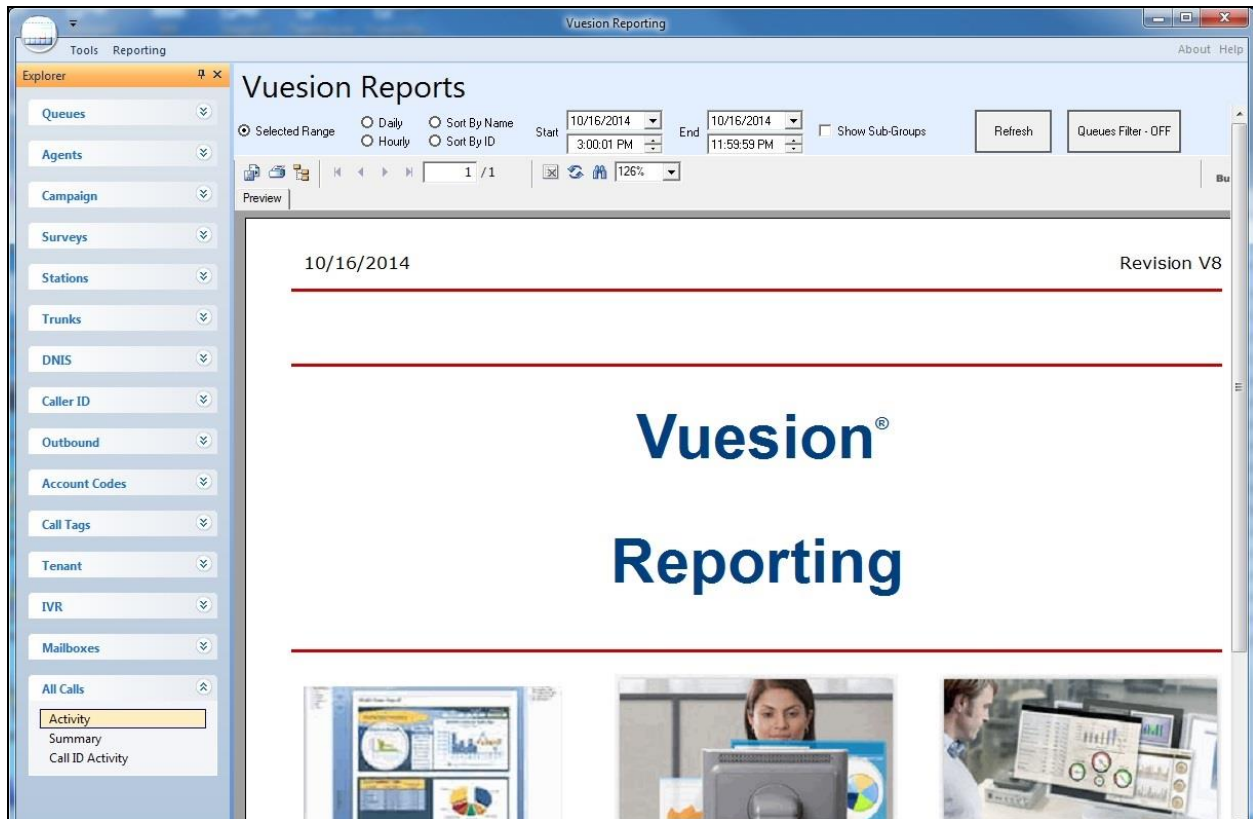 Vuesion Reporting
Tools Reporting
About Help
Explorer
Queues
Agents
Campaign
Surveys
Stations
Trunks
DNIS
Caller ID
Outbound
Account Codes
Call Tags
Tenant
IVR
Mailboxes
All Calls
Activity
Summary
Call ID Activity
Vuesion Reports
Selected Range
Daily
Hourly
Sort By Name
Sort By ID
Start
10/16/2014
3:00:01 PM
End
10/16/2014
11:59:59 PM
Show Sub-Groups
Refresh
Queues Filter - OFF
1 /1
126%
Bu
Preview
10/16/2014 Revision V8
Vuesion®
Reporting